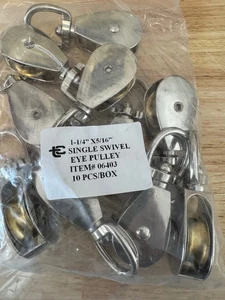 1-1/4" X5/16"
SINGLE SWIVEL
EYE PULLEY
ITEM# 06403
10 PCS/BOX